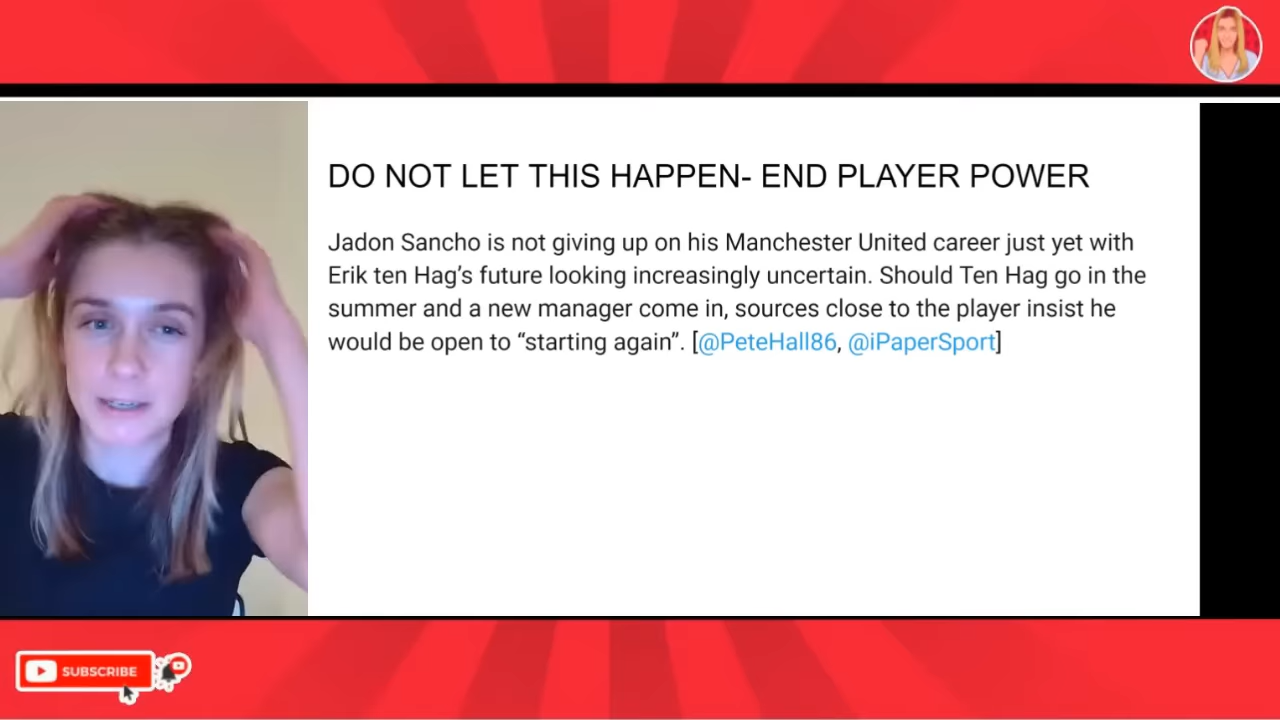 DO NOT LET THIS HAPPEN- END PLAYER POWER
Jadon Sancho is not giving up on his Manchester United career just yet with
Erik ten Hag’s future looking increasingly uncertain. Should Ten Hag go in the
summer and a new manager come in, sources close to the player insist he
would be open to “starting again”. [@PeteHall86, @iPaperSport]
SUBSCRIBE